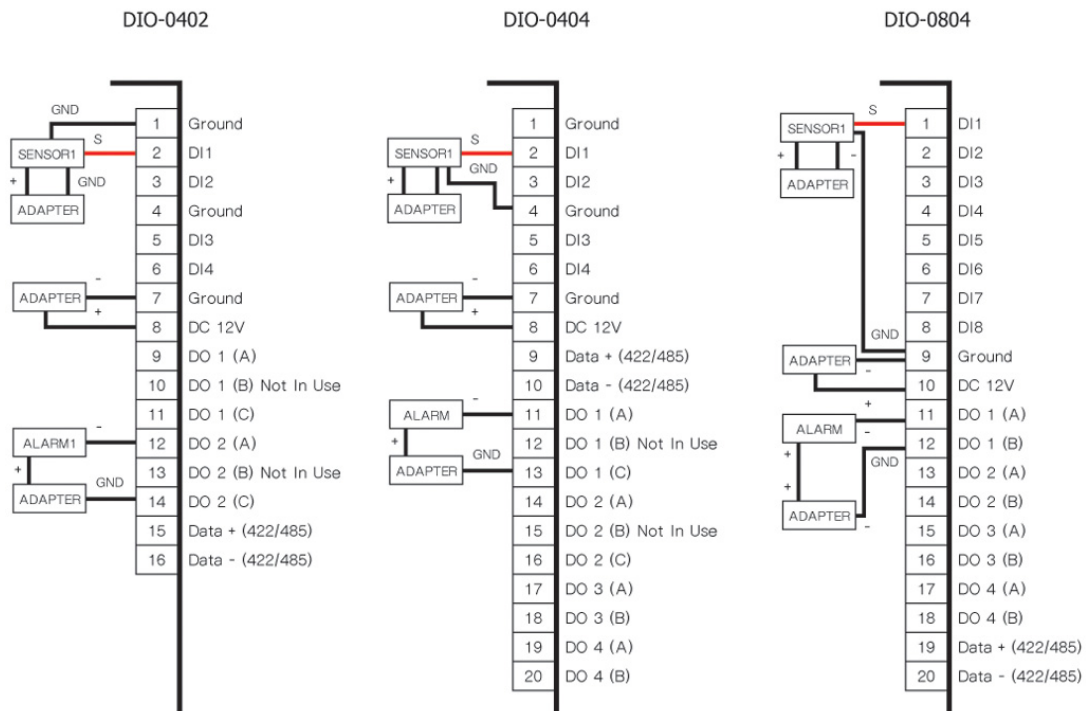 DIO-0402
GND
1 Ground
S
SENSOR1
2 DI1
+
GND
3 DI2
ADAPTER
4 Ground
5 DI3
6 DI4
-
ADAPTER
7 Ground
+
8 DC 12V
9 DO 1 (A)
10 DO 1 (B) Not In Use
11 DO 1 (C)
-
ALARM1
12 DO 2 (A)
+
13 DO 2 (B) Not In Use
GND
ADAPTER
14 DO 2 (C)
15 Data + (422/485)
16 Data - (422/485)
DIO-0404
1 Ground
S
SENSOR1
2 DI1
GND
+
3 DI2
ADAPTER
4 Ground
5 DI3
6 DI4
-
ADAPTER
7 Ground
+
8 DC 12V
9 Data + (422/485)
10 Data - (422/485)
-
ALARM
11 DO 1 (A)
+
12 DO 1 (B) Not In Use
GND
ADAPTER
13 DO 1 (C)
14 DO 2 (A)
15 DO 2 (B) Not In Use
16 DO 2 (C)
17 DO 3 (A)
18 DO 3 (B)
19 DO 4 (A)
20 DO 4 (B)
DIO-0804
S
SENSOR1
1 DI1
+ -
2 DI2
ADAPTER
3 DI3
4 DI4
5 DI5
6 DI6
7 DI7
8 DI8
GND
ADAPTER
9 Ground
-
10 DC 12V
+
ALARM
11 DO 1 (A)
-
+
12 DO 1 (B)
GND
13 DO 2 (A)
+
14 DO 2 (B)
ADAPTER
-
15 DO 3 (A)
16 DO 3 (B)
17 DO 4 (A)
18 DO 4 (B)
19 Data + (422/485)
20 Data - (422/485)